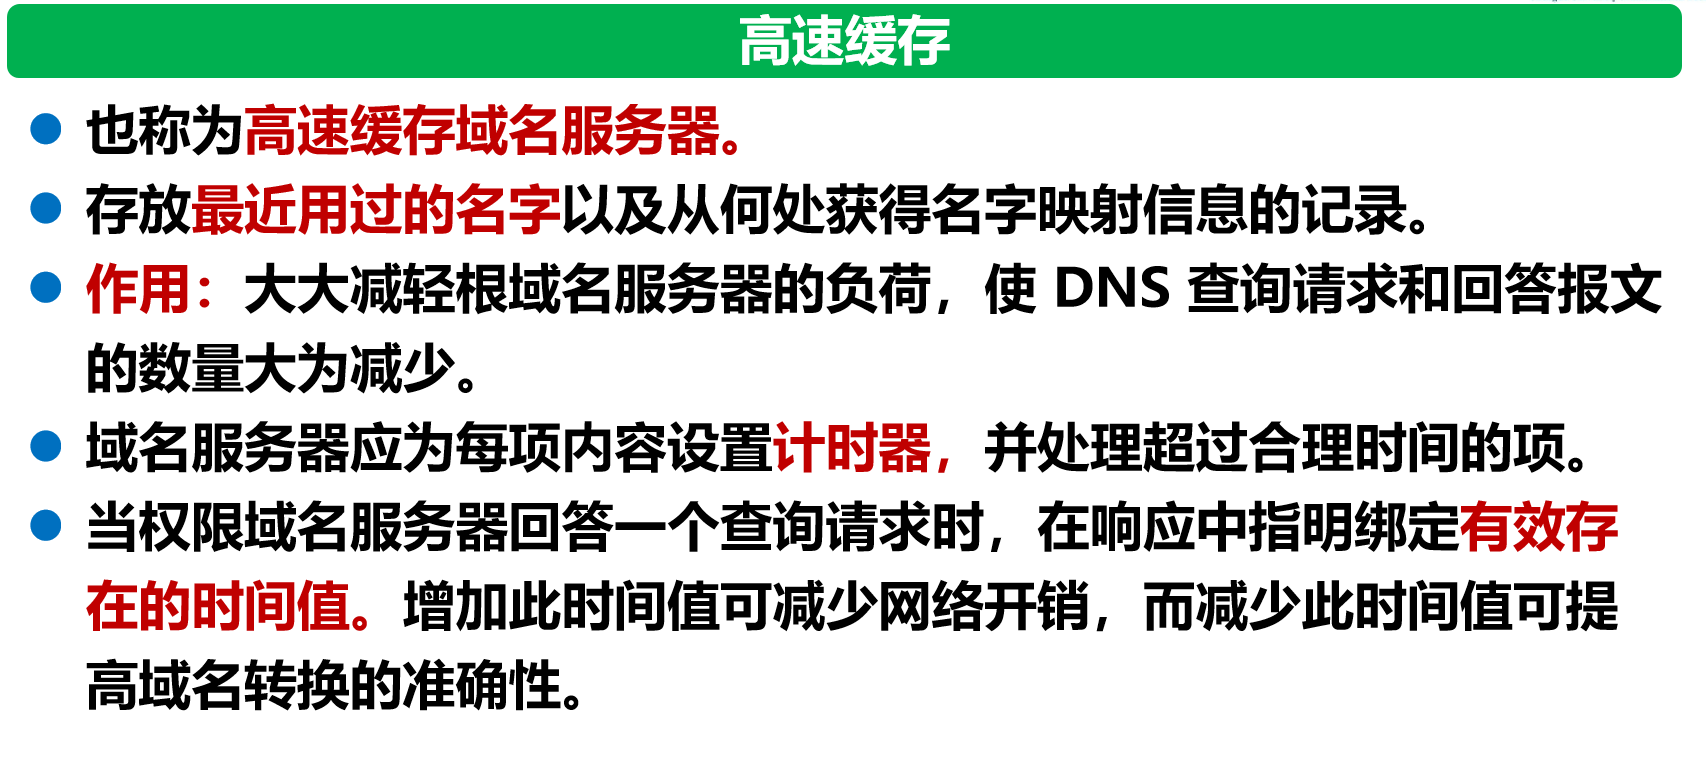 高速缓存
也称为高速缓存域名服务器。
存放最近用过的名字以及从何处获得名字映射信息的记录。
作用：大大减轻根域名服务器的负荷，使 DNS 查询请求和回答报文
的数量大为减少。
域名服务器应为每项内容设置计时器，并处理超过合理时间的项。
当权限域名服务器回答一个查询请求时，在响应中指明绑定有效存
在的时间值。增加此时间值可减少网络开销，而减少此时间值可提
高域名转换的准确性。